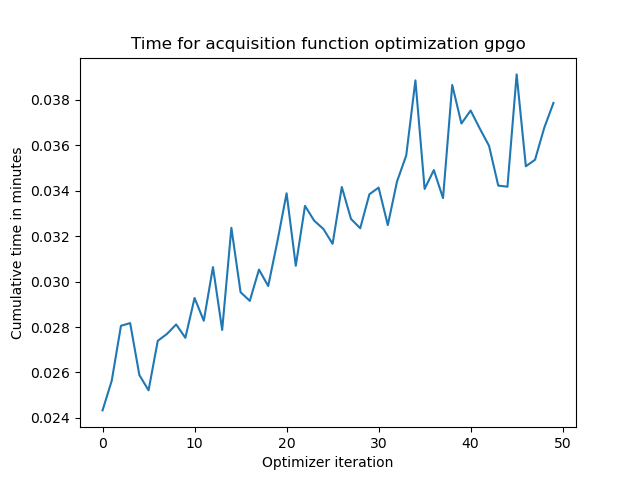 Time for acquisition function optimization gpgo
Cumulative time in minutes
0.038
0.036
0.034
0.032
0.030
0.028
0.026
0.024
0 10 20 30 40 50
Optimizer iteration